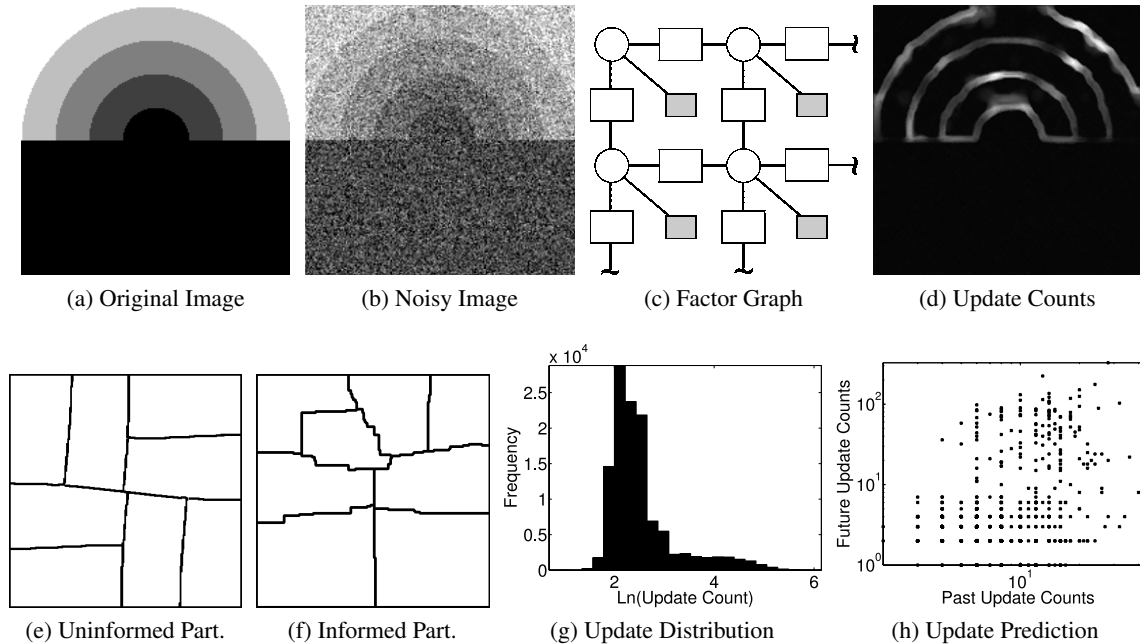 (a) Original Image
(b) Noisy Image
(c) Factor Graph
(d) Update Counts
(e) Uninformed Part.
(f) Informed Part.
x 10^4
2.5
2
1.5
1
0.5
0
2
4
6
Frequency
Ln(Update Count)
(g) Update Distribution
10^2
10^1
10^0
10^1
Future Update Counts
Past Update Counts
(h) Update Prediction